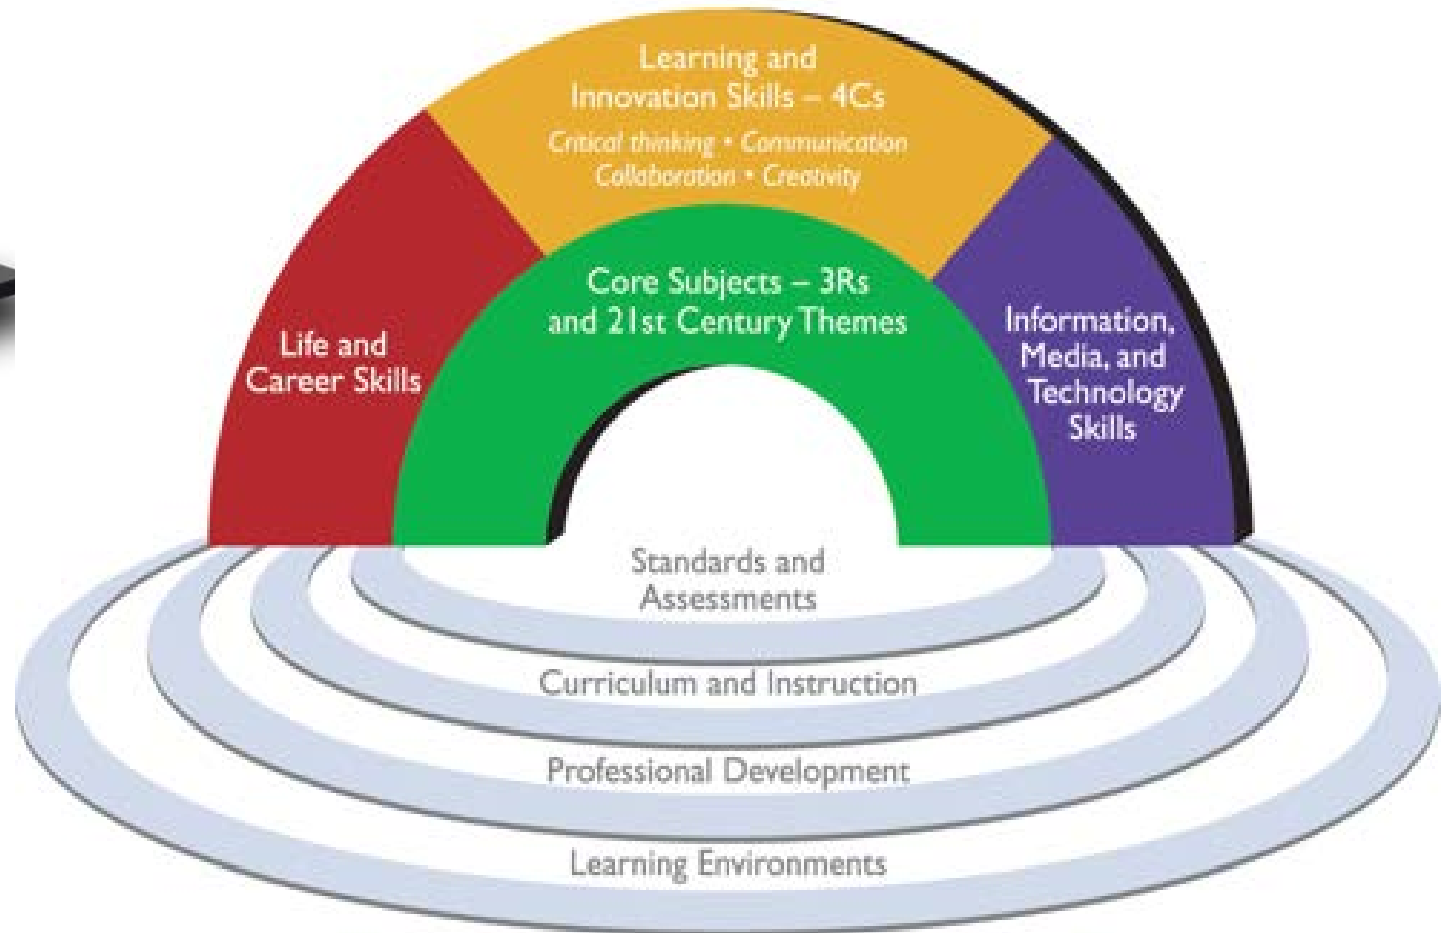 Learning and
Innovation Skills – 4Cs
Critical thinking • Communication
Collaboration • Creativity
Core Subjects – 3Rs
and 21st Century Themes
Life and
Career Skills
Information,
Media, and
Technology
Skills
Standards and
Assessments
Curriculum and Instruction
Professional Development
Learning Environments